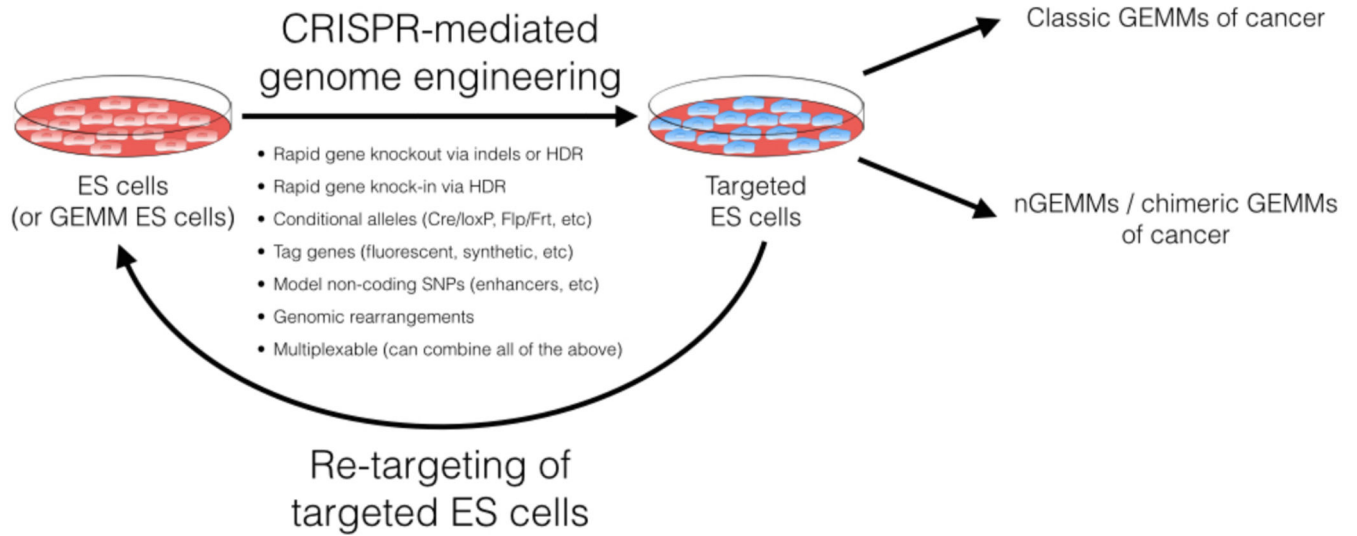 CRISPR-mediated
genome engineering
Classic GEMMs of cancer
• Rapid gene knockout via indels or HDR
• Rapid gene knock-in via HDR
• Conditional alleles (Cre/loxP, Flp/Frt, etc)
• Tag genes (fluorescent, synthetic, etc)
• Model non-coding SNPs (enhancers, etc)
• Genomic rearrangements
• Multiplexable (can combine all of the above)
ES cells
(or GEMM ES cells)
Targeted
ES cells
nGEMMs / chimeric GEMMs
of cancer
Re-targeting of
targeted ES cells